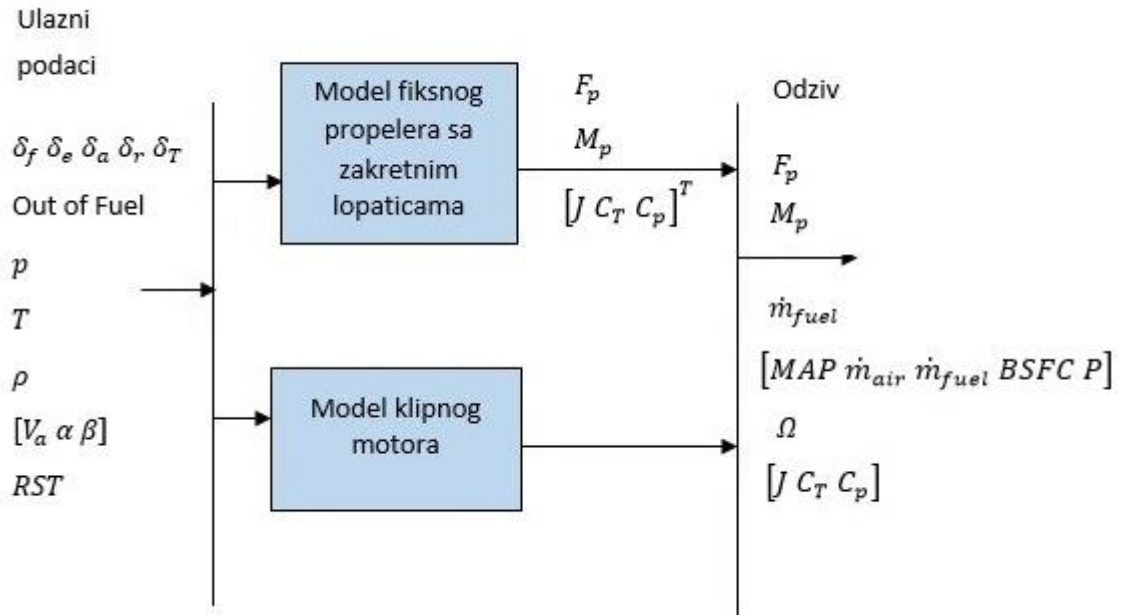 Ulazni
podaci
δ_f δ_e δ_a δ_r δ_T
Out of Fuel
p
T
ρ
[V_a α β]
RST
Model fiksnog
propelera sa
zakretnim
lopaticama
Model klipnog
motora
F_p
M_p
[J C_T C_p]^T
Odziv
F_p
M_p
ṁ_fuel
[MAP ṁ_air ṁ_fuel BSFC P]
Ω
[J C_T C_p]